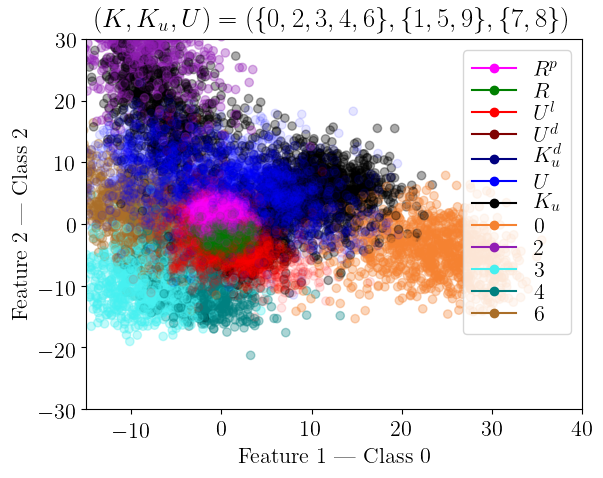 (K, K_u, U) = ({0, 2, 3, 4, 6}, {1, 5, 9}, {7, 8})
30
20
10
0
−10
−20
−30
Feature 2 — Class 2
−10
0
10
20
30
40
Feature 1 — Class 0
R^p
R
U^l
U^d
K_u^d
U
K_u
0
2
3
4
6